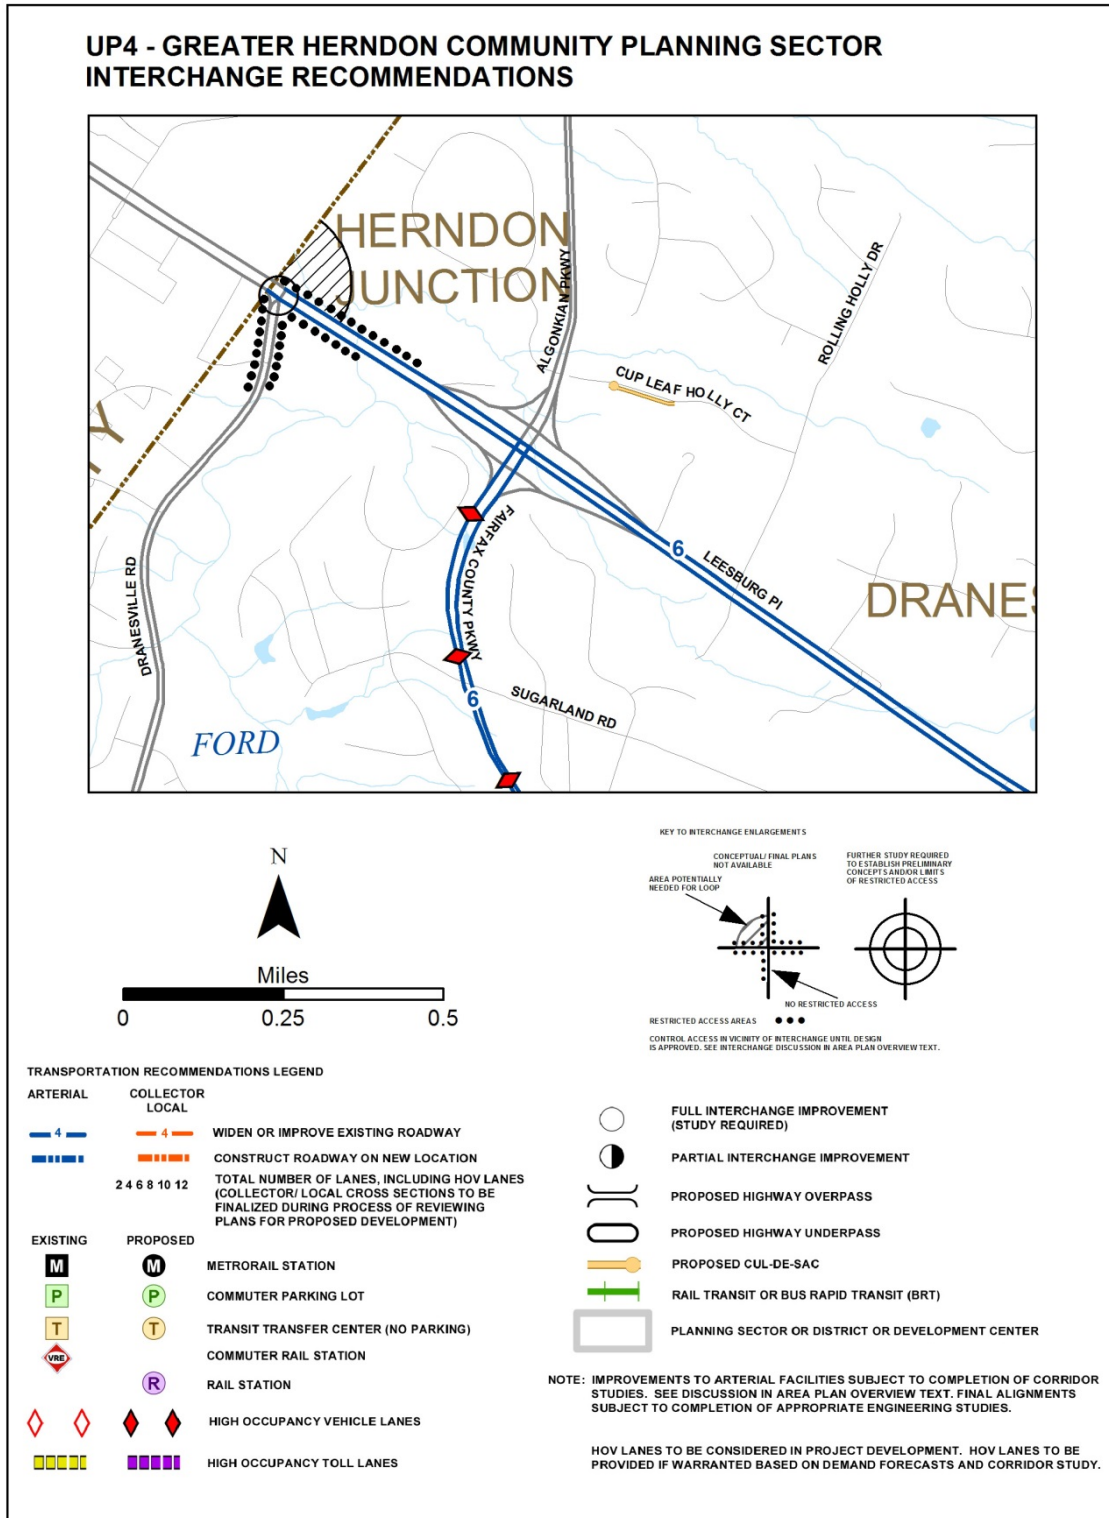 UP4 - GREATER HERNDON COMMUNITY PLANNING SECTOR
INTERCHANGE RECOMMENDATIONS
HERNDON
JUNCTION
ALGONKIAN PKWY
ROLLING HOLLY DR
CUP LEAF HOLLY CT
Y
FAIRFAX COUNTY PKWY
6
LEESBURG PI
DRANES
DRANESVILLE RD
6
SUGARLAND RD
FORD
N
Miles
0 0.25 0.5
KEY TO INTERCHANGE ENLARGEMENTS
CONCEPTUAL/ FINAL PLANS
NOT AVAILABLE
AREA POTENTIALLY
NEEDED FOR LOOP
FURTHER STUDY REQUIRED
TO ESTABLISH PRELIMINARY
CONCEPTS AND/OR LIMITS
OF RESTRICTED ACCESS
NO RESTRICTED ACCESS
RESTRICTED ACCESS AREAS
CONTROL ACCESS IN VICINITY OF INTERCHANGE UNTIL DESIGN
IS APPROVED. SEE INTERCHANGE DISCUSSION IN AREA PLAN OVERVIEW TEXT.
TRANSPORTATION RECOMMENDATIONS LEGEND
ARTERIAL COLLECTOR
LOCAL
4 4 WIDEN OR IMPROVE EXISTING ROADWAY
CONSTRUCT ROADWAY ON NEW LOCATION
2 4 6 8 10 12 TOTAL NUMBER OF LANES, INCLUDING HOV LANES
(COLLECTOR/ LOCAL CROSS SECTIONS TO BE
FINALIZED DURING PROCESS OF REVIEWING
PLANS FOR PROPOSED DEVELOPMENT)
EXISTING PROPOSED
M M METRORAIL STATION
P P COMMUTER PARKING LOT
T T TRANSIT TRANSFER CENTER (NO PARKING)
VRE COMMUTER RAIL STATION
R RAIL STATION
HIGH OCCUPANCY VEHICLE LANES
HIGH OCCUPANCY TOLL LANES
FULL INTERCHANGE IMPROVEMENT
(STUDY REQUIRED)
PARTIAL INTERCHANGE IMPROVEMENT
PROPOSED HIGHWAY OVERPASS
PROPOSED HIGHWAY UNDERPASS
PROPOSED CUL-DE-SAC
RAIL TRANSIT OR BUS RAPID TRANSIT (BRT)
PLANNING SECTOR OR DISTRICT OR DEVELOPMENT CENTER
NOTE: IMPROVEMENTS TO ARTERIAL FACILITIES SUBJECT TO COMPLETION OF CORRIDOR
STUDIES. SEE DISCUSSION IN AREA PLAN OVERVIEW TEXT. FINAL ALIGNMENTS
SUBJECT TO COMPLETION OF APPROPRIATE ENGINEERING STUDIES.
HOV LANES TO BE CONSIDERED IN PROJECT DEVELOPMENT. HOV LANES TO BE
PROVIDED IF WARRANTED BASED ON DEMAND FORECASTS AND CORRIDOR STUDY.